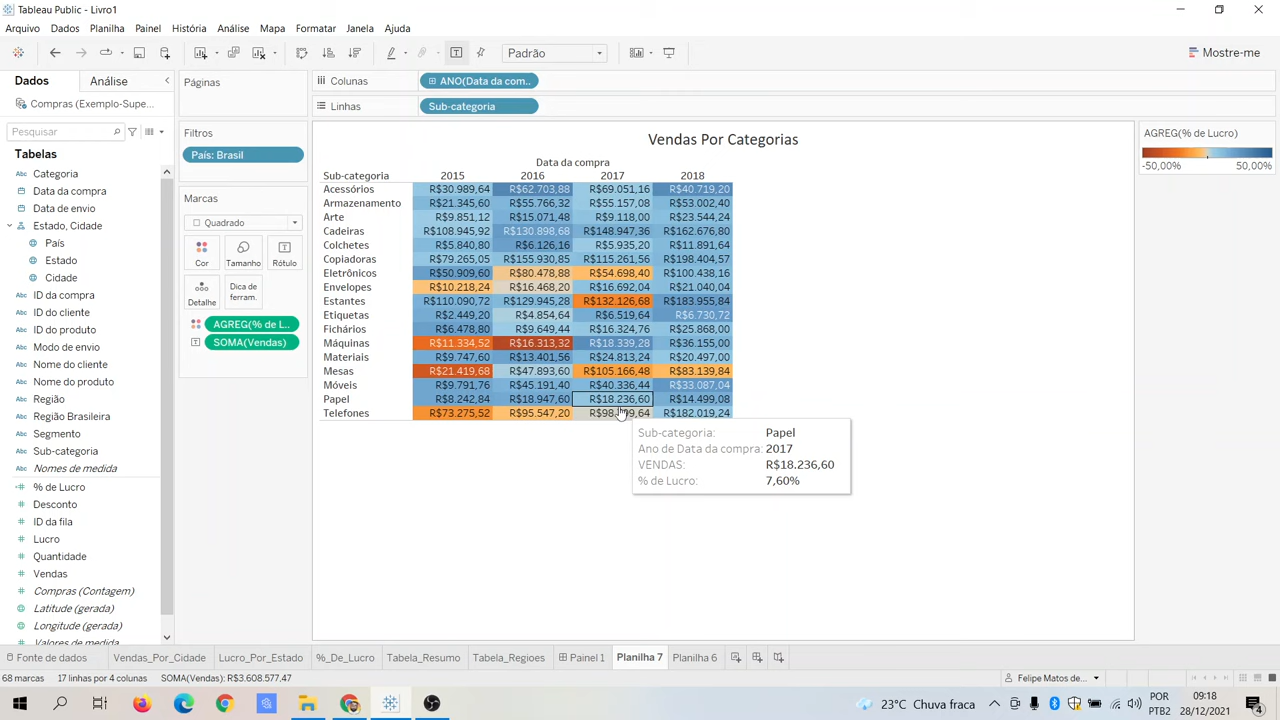 Tableau Public - Livro1
Arquivo Dados Planilha Painel História Análise Mapa Formatar Janela Ajuda
Padrão
Mostre-me
Dados Análise
Compras (Exemplo-Supe...
Pesquisar
Tabelas
Abc Categoria
Data da compra
Data de envio
Estado, Cidade
País
Estado
Cidade
Abc ID da compra
Abc ID do cliente
Abc ID do produto
Abc Modo de envio
Abc Nome do cliente
Abc Nome do produto
Abc Região
Abc Região Brasileira
Abc Segmento
Abc Sub-categoria
Abc Nomes de medida
% de Lucro
Desconto
ID da fila
Lucro
Quantidade
Vendas
Compras (Contagem)
Latitude (gerada)
Longitude (gerada)
Valores de medida
Páginas
Filtros
País: Brasil
Marcas
Quadrado
Cor Tamanho Rótulo
Detalhe Dica de ferram.
AGREG(% de L..
SOMA(Vendas)
Colunas ANO(Data da com..
Linhas Sub-categoria
Vendas Por Categorias
Data da compra
Sub-categoria 2015 2016 2017 2018
Acessórios R$30.989,64 R$62.703,88 R$69.051,16 R$40.719,20
Armazenamento R$21.345,60 R$55.766,32 R$55.157,08 R$53.002,40
Arte R$9.851,12 R$15.071,48 R$9.118,00 R$23.544,24
Cadeiras R$108.945,92 R$130.898,68 R$148.947,36 R$162.676,80
Colchetes R$5.840,80 R$6.126,16 R$5.935,20 R$11.891,64
Copiadoras R$79.265,05 R$155.930,85 R$115.261,56 R$198.404,57
Eletrônicos R$50.909,60 R$80.478,88 R$54.698,40 R$100.438,16
Envelopes R$10.218,24 R$16.468,20 R$16.692,04 R$21.040,04
Estantes R$110.090,72 R$129.945,28 R$132.126,68 R$183.955,84
Etiquetas R$2.449,20 R$4.854,64 R$6.519,64 R$6.730,72
Fichários R$6.478,80 R$9.649,44 R$16.324,76 R$25.868,00
Máquinas R$11.334,52 R$16.313,32 R$18.339,28 R$36.155,00
Materiais R$9.747,60 R$13.401,56 R$24.813,24 R$20.497,00
Mesas R$21.419,68 R$47.893,60 R$105.166,48 R$83.139,84
Móveis R$9.791,76 R$45.191,40 R$40.336,44 R$33.087,04
Papel R$8.242,84 R$18.947,60 R$18.236,60 R$14.499,08
Telefones R$73.275,52 R$95.547,20 R$182.019,24
Sub-categoria: Papel
Ano de Data da compra: 2017
VENDAS: R$18.236,60
% de Lucro: 7,60%
AGREG(% de Lucro)
-50,00% 50,00%
Fonte de dados Vendas_Por_Cidade Lucro_Por_Estado %_De_Lucro Tabela_Resumo Tabela_Regioes Painel 1 Planilha 7 Planilha 6
68 marcas 17 linhas por 4 colunas SOMA(Vendas): R$3.608.577,47
Felipe Matos de...
23°C Chuva fraca
POR
PTB2
09:18
28/12/2021
4